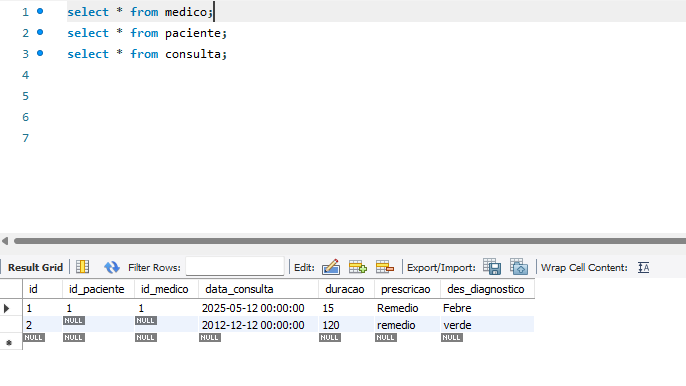 1 select * from medico;
2 select * from paciente;
3 select * from consulta;
4
5
6
7
Result Grid Filter Rows: Edit: Export/Import: Wrap Cell Content: IA
id id_paciente id_medico data_consulta duracao prescricao des_diagnostico
1 1 1 2025-05-12 00:00:00 15 Remedio Febre
2 NULL NULL 2012-12-12 00:00:00 120 remedio verde
NULL NULL NULL NULL NULL NULL NULL